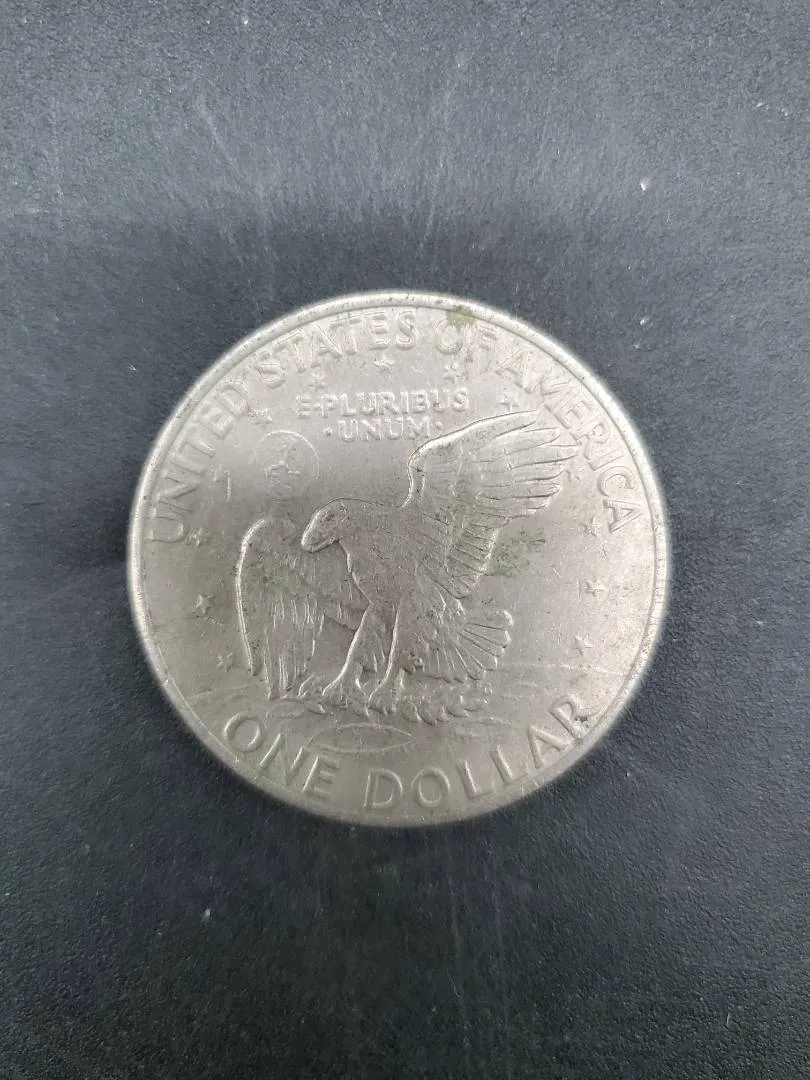 UNITED STATES OF AMERICA
E·PLURIBUS
·UNUM·
ONE DOLLAR